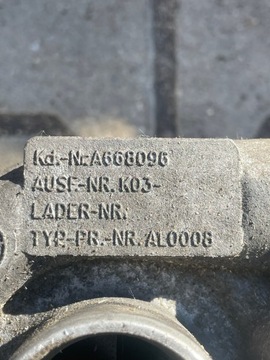 Kd.-Nr.A668096
AUSF-NR. K03-
LADER-NR.
TYP-PR.-NR. AL0008